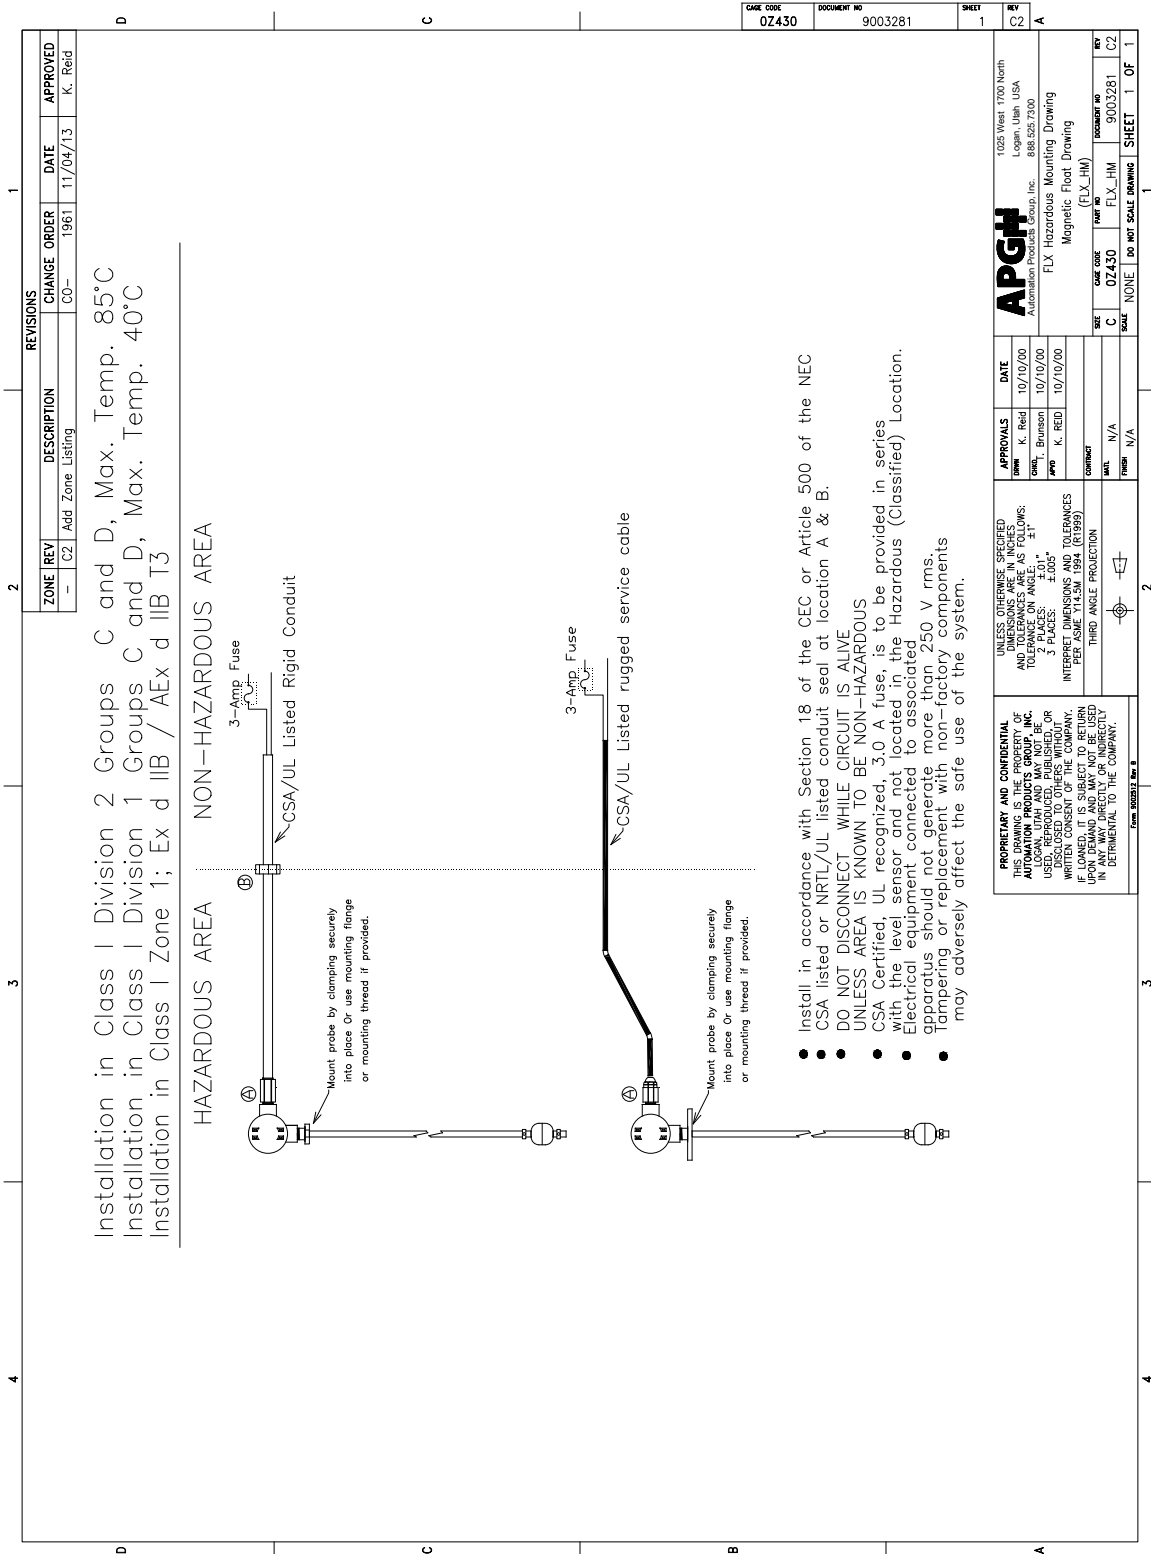 CAGE CODE
0Z430
DOCUMENT NO
9003281
SHEET
1
REV
C2
4
3
2
1
D
C
B
A
REVISIONS
ZONE REV DESCRIPTION CHANGE ORDER DATE APPROVED
- C2 Add Zone Listing CO- 1961 11/04/13 K. Reid
Installation in Class I Division 2 Groups C and D, Max. Temp. 85°C
Installation in Class I Division 1 Groups C and D, Max. Temp. 40°C
Installation in Class I Zone 1; Ex d IIB / AEx d IIB T3
HAZARDOUS AREA NON-HAZARDOUS AREA
A
B
3-Amp Fuse
CSA/UL Listed Rigid Conduit
Mount probe by clamping securely
into place Or use mounting flange
or mounting thread if provided.
A
3-Amp Fuse
CSA/UL Listed rugged service cable
Mount probe by clamping securely
into place Or use mounting flange
or mounting thread if provided.
Install in accordance with Section 18 of the CEC or Article 500 of the NEC
CSA listed or NRTL/UL listed conduit seal at location A & B.
DO NOT DISCONNECT WHILE CIRCUIT IS ALIVE
UNLESS AREA IS KNOWN TO BE NON-HAZARDOUS
CSA Certified, UL recognized, 3.0 A fuse, is to be provided in series
with the level sensor and not located in the Hazardous (Classified) Location.
Electrical equipment connected to associated
apparatus should not generate more than 250 V rms.
Tampering or replacement with non-factory components
may adversely affect the safe use of the system.
PROPRIETARY AND CONFIDENTIAL
THIS DRAWING IS THE PROPERTY OF
AUTOMATION PRODUCTS GROUP, INC.
LOGAN, UTAH AND MAY NOT BE
USED, REPRODUCED, PUBLISHED, OR
DISCLOSED TO OTHERS WITHOUT
WRITTEN CONSENT OF THE COMPANY.
IF LOANED, IT IS SUBJECT TO RETURN
UPON DEMAND AND MAY NOT BE USED
IN ANY WAY DIRECTLY OR INDIRECTLY
DETRIMENTAL TO THE COMPANY.
Form 9002512 Rev B
UNLESS OTHERWISE SPECIFIED
DIMENSIONS ARE IN INCHES
AND TOLERANCES ARE AS FOLLOWS:
TOLERANCE ON ANGLE: ±1°
2 PLACES: ±.01"
3 PLACES: ±.005"
INTERPRET DIMENSIONS AND TOLERANCES
PER ASME Y14.5M 1994 (R1999)
THIRD ANGLE PROJECTION
APPROVALS DATE
DRWN K. Reid 10/10/00
CHKD T. Brunson 10/10/00
APVD K. REID 10/10/00
CONTRACT
MATL N/A
FINISH N/A
APG
Automation Products Group, Inc.
1025 West 1700 North
Logan, Utah USA
888.525.7300
FLX Hazardous Mounting Drawing
Magnetic Float Drawing
(FLX_HM)
SIZE C
CAGE CODE 0Z430
PART NO FLX_HM
DOCUMENT NO 9003281
REV C2
SCALE NONE
DO NOT SCALE DRAWING
SHEET 1 OF 1
4
3
2
1
D
C
A